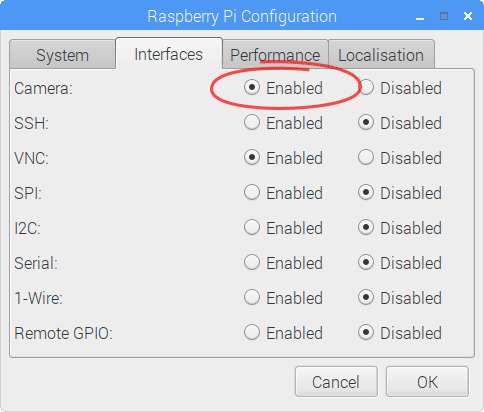 Raspberry Pi Configuration
System Interfaces Performance Localisation
Camera: Enabled Disabled
SSH: Enabled Disabled
VNC: Enabled Disabled
SPI: Enabled Disabled
I2C: Enabled Disabled
Serial: Enabled Disabled
1-Wire: Enabled Disabled
Remote GPIO: Enabled Disabled
Cancel OK